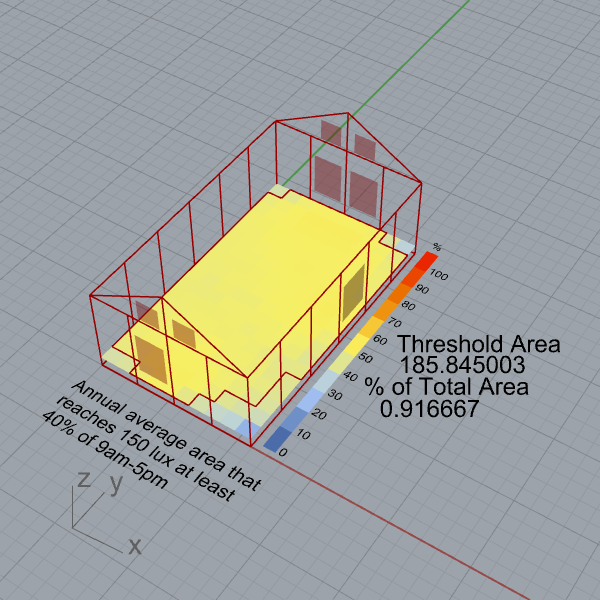 %
100
90
80
70
60
50
40
30
20
10
0
Threshold Area
185.845003
% of Total Area
0.916667
Annual average area that
reaches 150 lux at least
40% of 9am-5pm
z
y
x